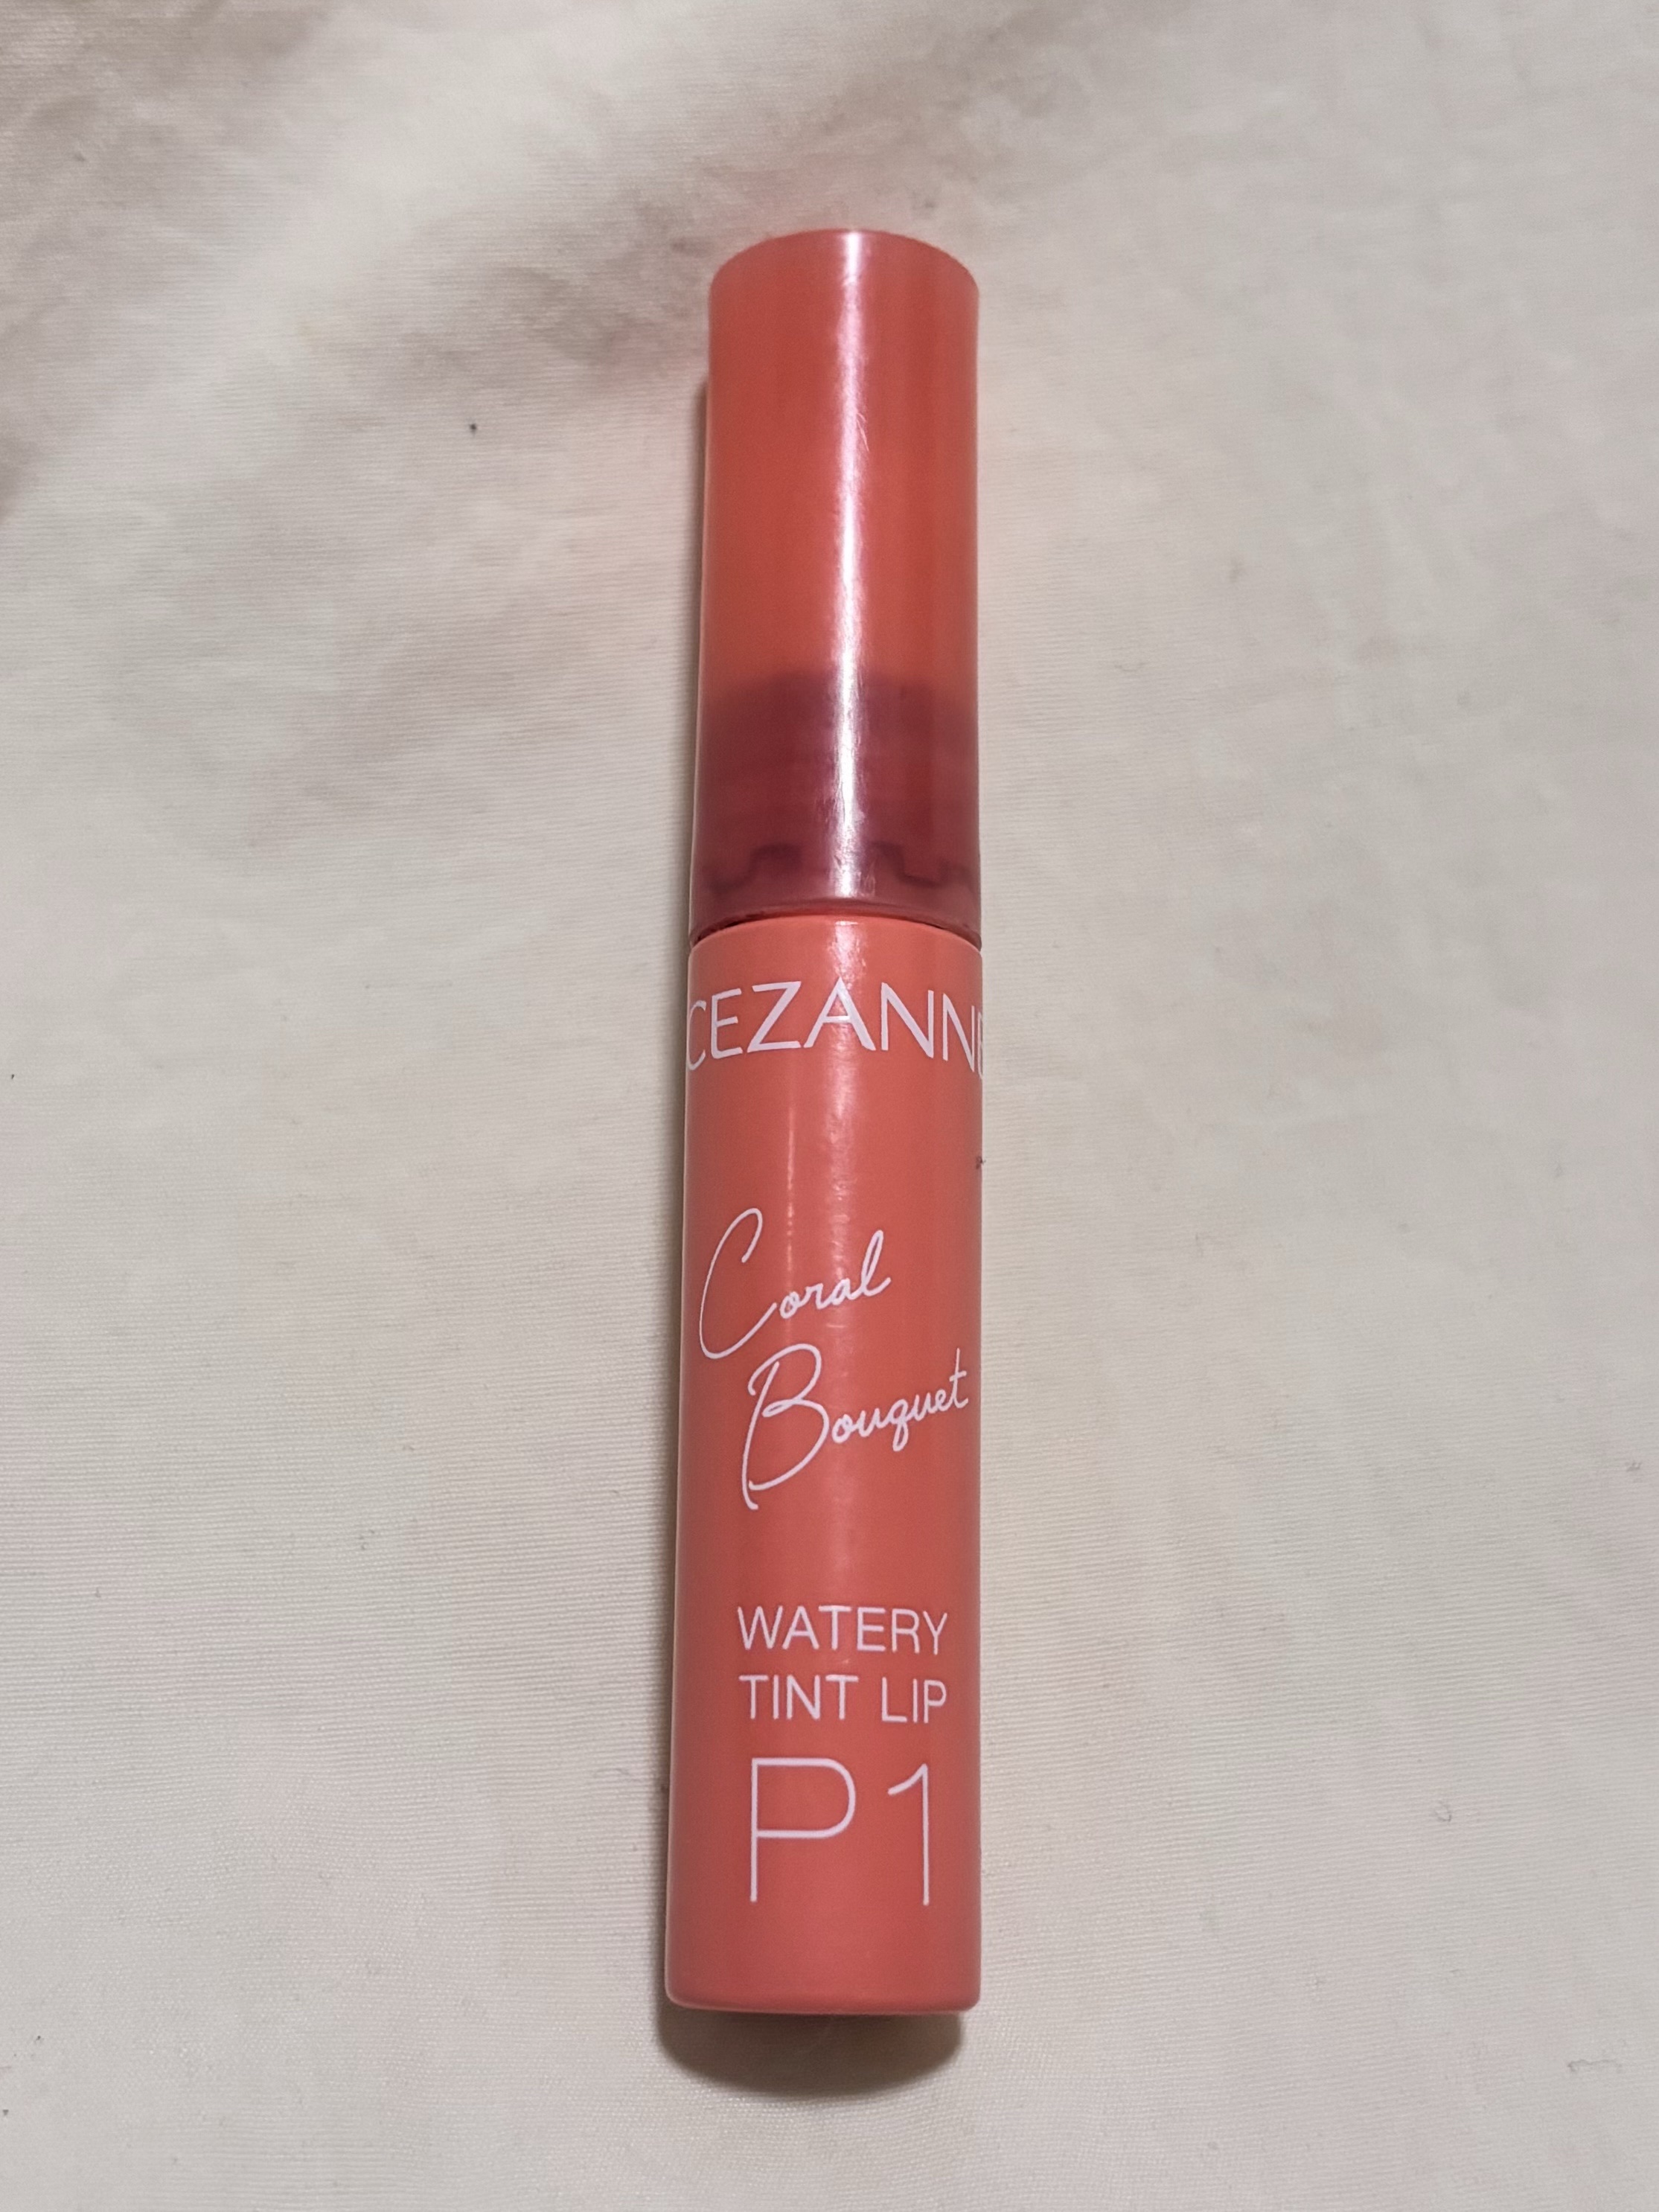 CEZANNE
Coral
Bouquet
WATERY
TINT LIP
P1